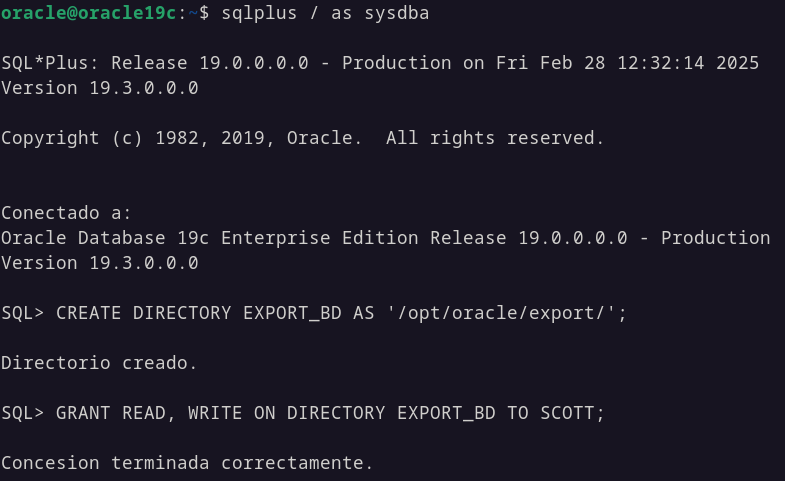 oracle@oracle19c:~$ sqlplus / as sysdba
SQL*Plus: Release 19.0.0.0.0 - Production on Fri Feb 28 12:32:14 2025
Version 19.3.0.0.0
Copyright (c) 1982, 2019, Oracle.  All rights reserved.
Conectado a:
Oracle Database 19c Enterprise Edition Release 19.0.0.0.0 - Production
Version 19.3.0.0.0
SQL> CREATE DIRECTORY EXPORT_BD AS '/opt/oracle/export/';
Directorio creado.
SQL> GRANT READ, WRITE ON DIRECTORY EXPORT_BD TO SCOTT;
Concesion terminada correctamente.